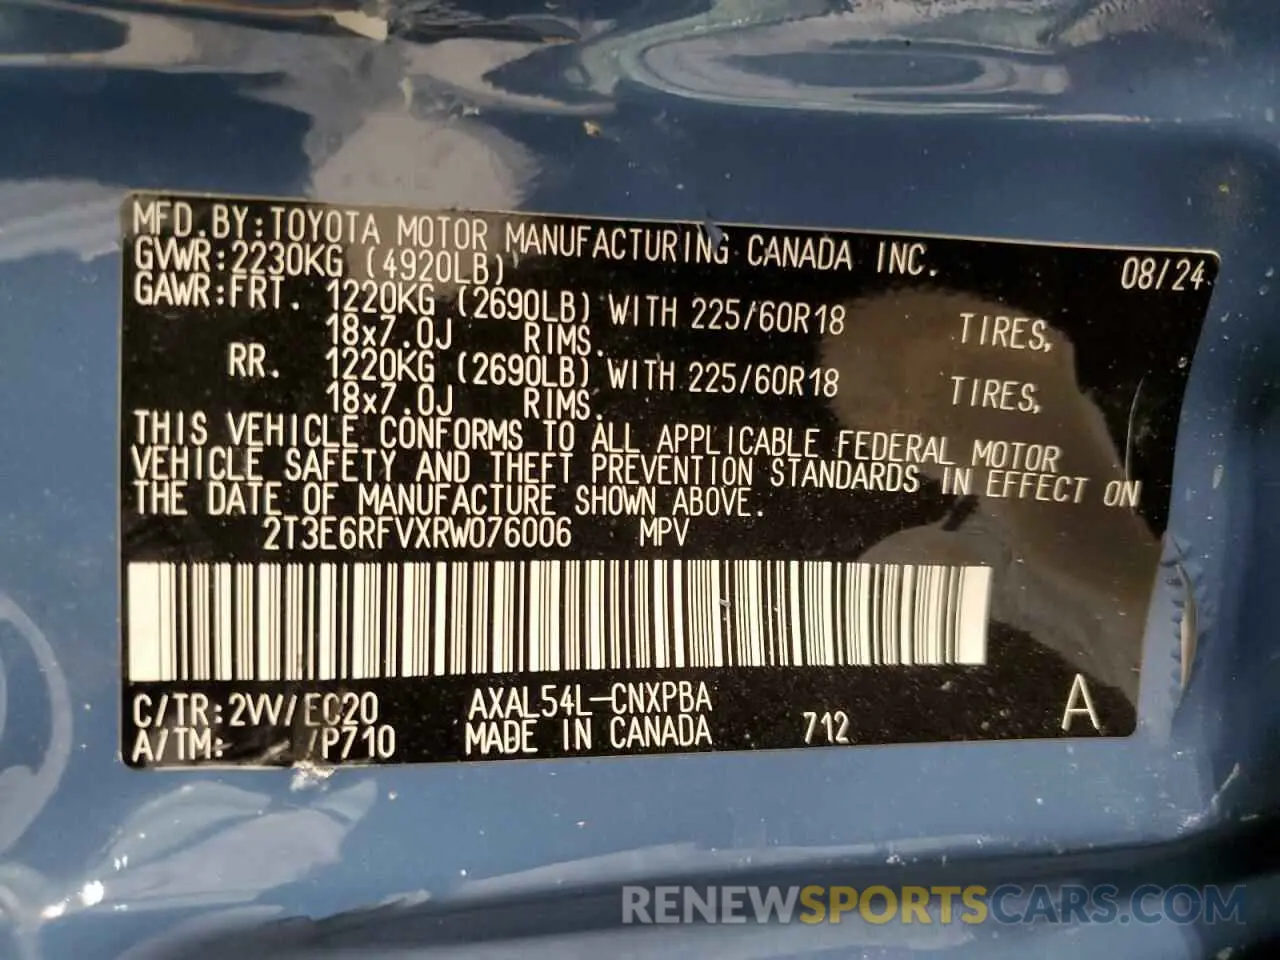 MFD.BY:TOYOTA MOTOR MANUFACTURING CANADA INC.
08/24
GVWR:2230KG (4920LB)
GAWR:FRT. 1220KG (2690LB) WITH 225/60R18 TIRES,
18x7.0J RIMS.
RR. 1220KG (2690LB) WITH 225/60R18 TIRES,
18x7.0J RIMS.
THIS VEHICLE CONFORMS TO ALL APPLICABLE FEDERAL MOTOR
VEHICLE SAFETY AND THEFT PREVENTION STANDARDS IN EFFECT ON
THE DATE OF MANUFACTURE SHOWN ABOVE.
2T3E6RFVXRW076006 MPV
C/TR:2VV/EC20 AXAL54L-CNXPBA
A/TM: /P710 MADE IN CANADA 712 A
RENEWSPORTSCARS.COM